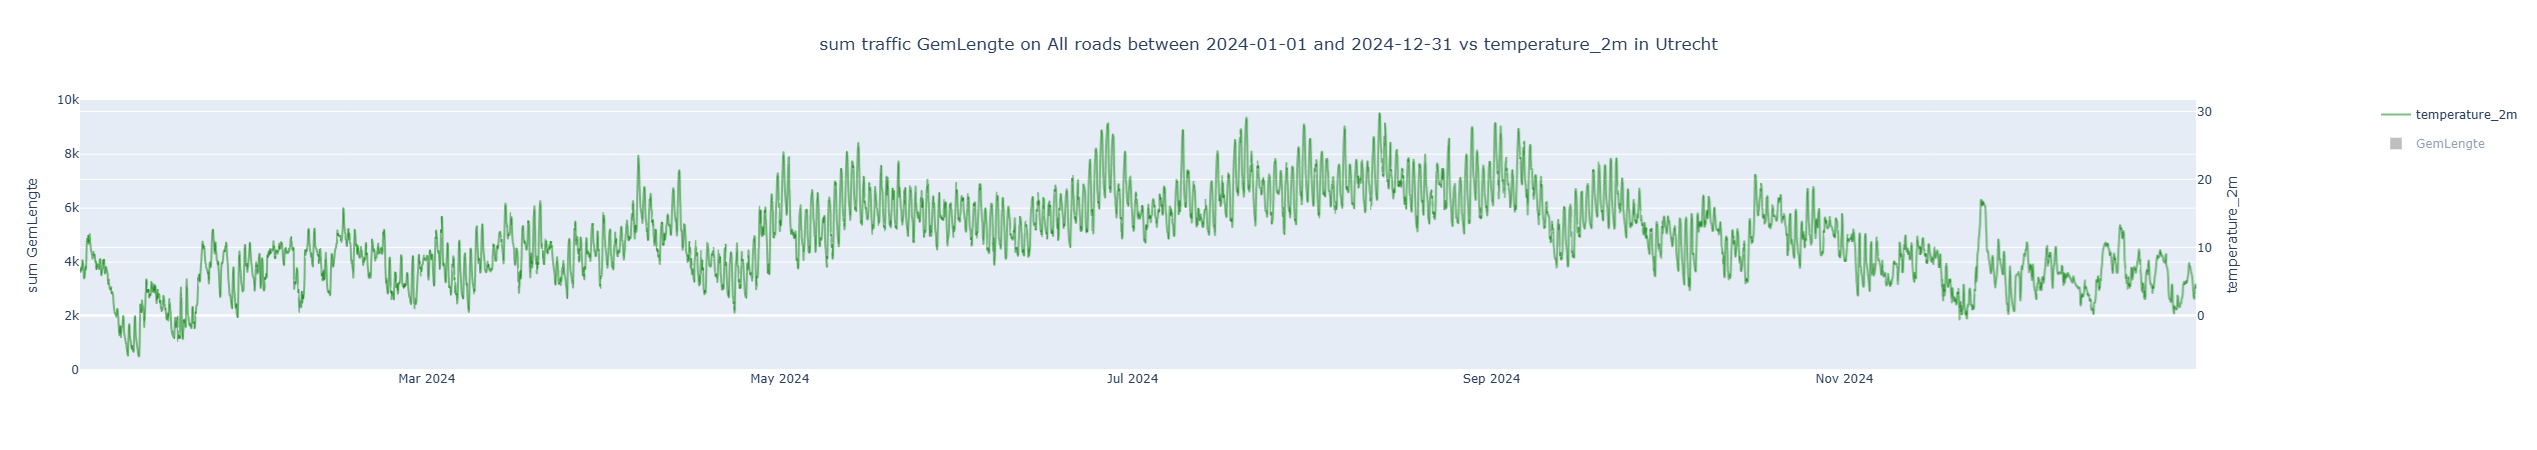 sum traffic GemLengte on All roads between 2024-01-01 and 2024-12-31 vs temperature_2m in Utrecht
sum GemLengte
10k
8k
6k
4k
2k
0
Mar 2024
May 2024
Jul 2024
Sep 2024
Nov 2024
30
20
10
0
temperature_2m
temperature_2m
GemLengte